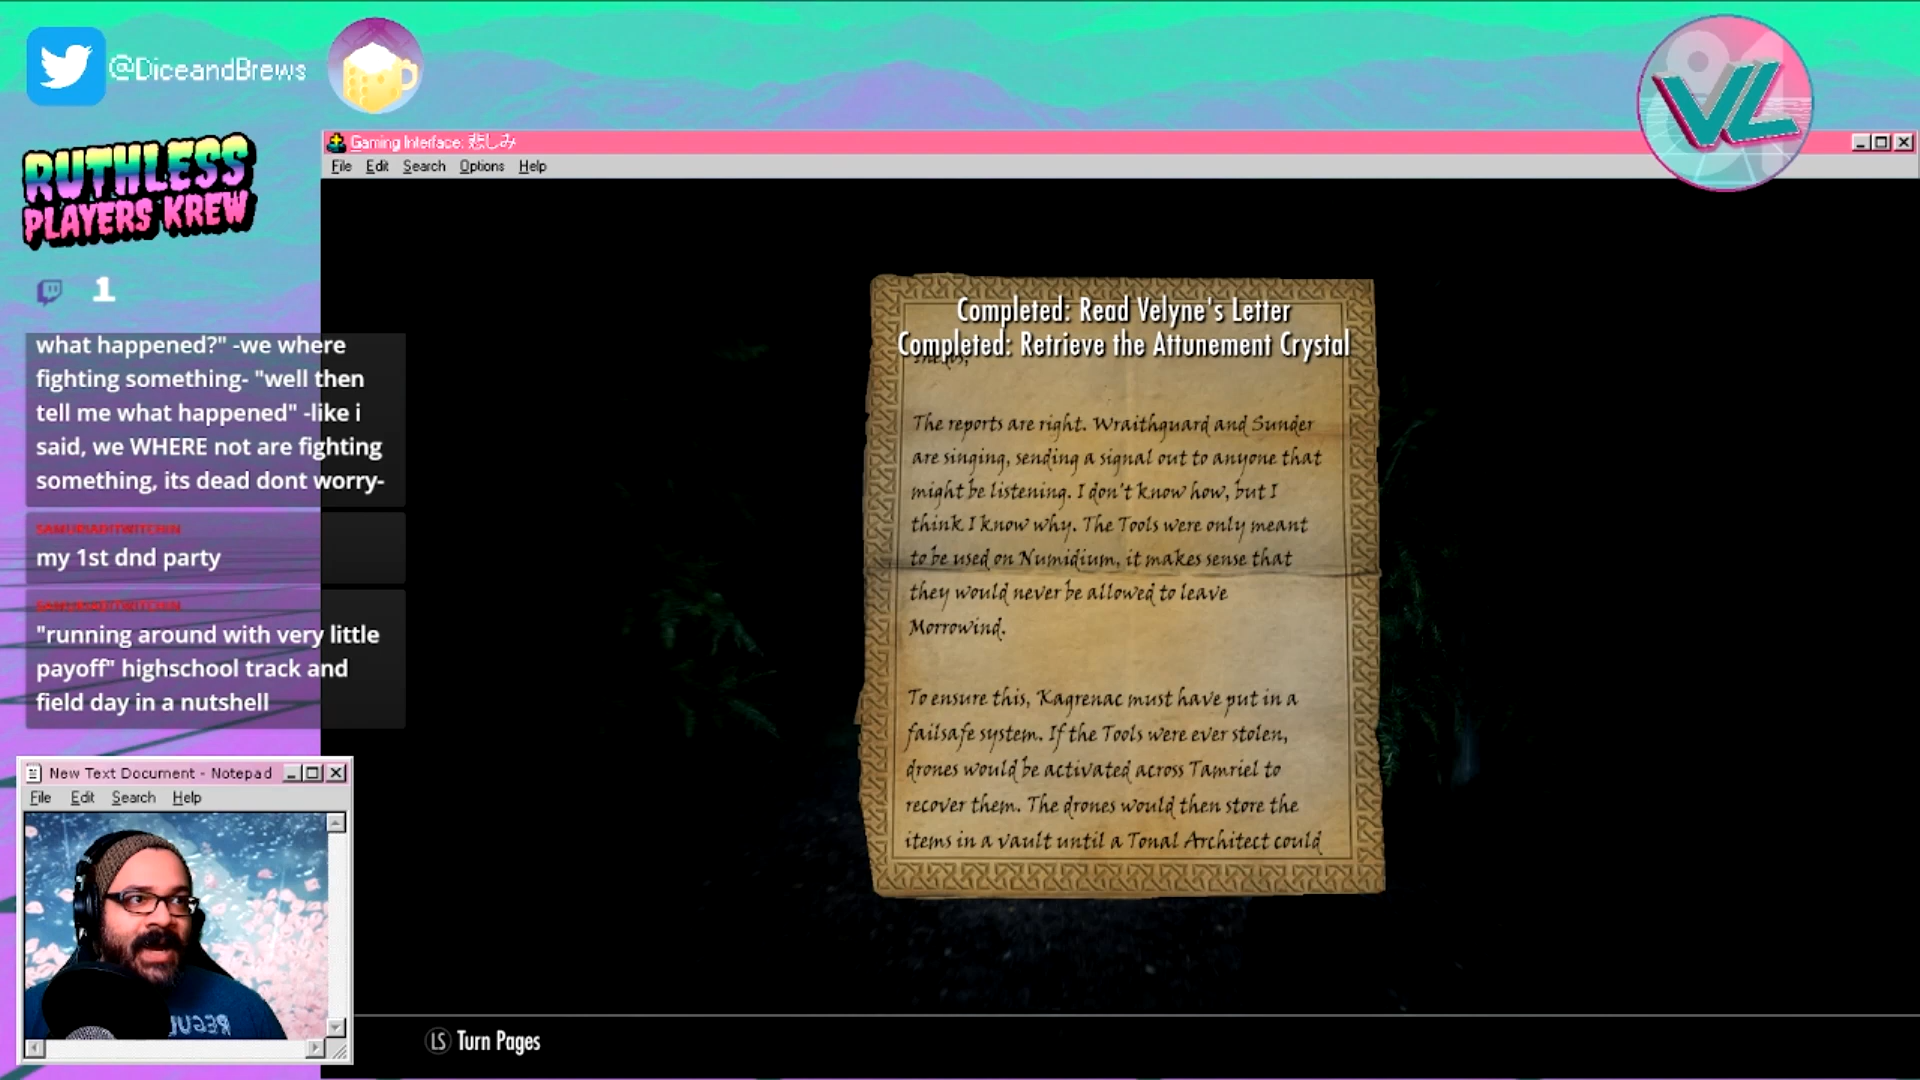 @DiceandBrews
VL
RUTHLESS
PLAYERS KREW
1
what happened?" -we where
fighting something- "well then
tell me what happened" -like i
said, we WHERE not are fighting
something, its dead dont worry-
my 1st dnd party
"running around with very little
payoff" highschool track and
field day in a nutshell
New Text Document - Notepad
File Edit Search Help
Gaming Interface: 悲しみ
File Edit Search Options Help
Completed: Read Velyne's Letter
Completed: Retrieve the Attunement Crystal
The reports are right. Wraithguard and Sunder
are singing, sending a signal out to anyone that
might be listening. I don't know how, but I
think I know why. The Tools were only meant
to be used on Numidium, it makes sense that
they would never be allowed to leave
Morrowind.
To ensure this, Kagrenac must have put in a
failsafe system. If the Tools were ever stolen,
drones would be activated across Tamriel to
recover them. The drones would then store the
items in a vault until a Tonal Architect could
LS Turn Pages